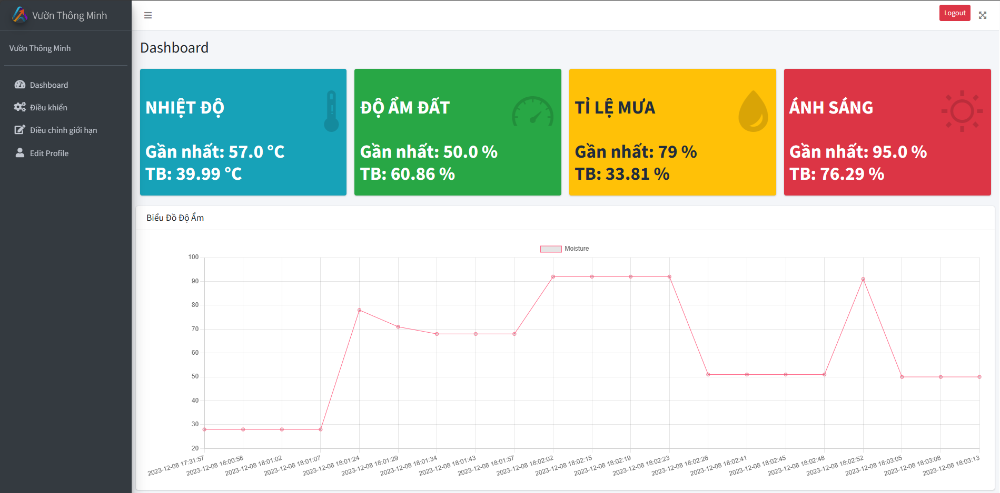 Vườn Thông Minh
Logout
Vườn Thông Minh
Dashboard
Điều khiển
Điều chỉnh giới hạn
Edit Profile
Dashboard
NHIỆT ĐỘ
Gần nhất: 57.0 °C
TB: 39.99 °C
ĐỘ ẨM ĐẤT
Gần nhất: 50.0 %
TB: 60.86 %
TỈ LỆ MƯA
Gần nhất: 79 %
TB: 33.81 %
ÁNH SÁNG
Gần nhất: 95.0 %
TB: 76.29 %
Biểu Đồ Độ Ẩm
Moisture
100
90
80
70
60
50
40
30
20
2023-12-08 17:31:57
2023-12-08 18:00:58
2023-12-08 18:01:02
2023-12-08 18:01:07
2023-12-08 18:01:24
2023-12-08 18:01:29
2023-12-08 18:01:34
2023-12-08 18:01:43
2023-12-08 18:01:57
2023-12-08 18:02:02
2023-12-08 18:02:15
2023-12-08 18:02:19
2023-12-08 18:02:23
2023-12-08 18:02:26
2023-12-08 18:02:41
2023-12-08 18:02:45
2023-12-08 18:02:48
2023-12-08 18:02:52
2023-12-08 18:03:05
2023-12-08 18:03:08
2023-12-08 18:03:13